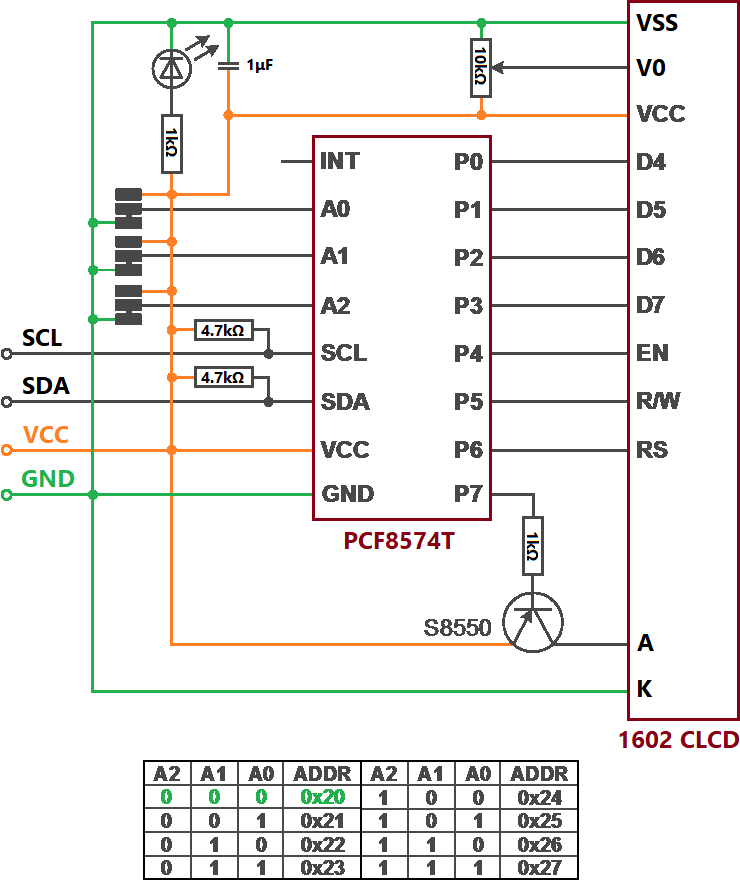 VSS
10kΩ
V0
1μF
VCC
1kΩ
INT P0 D4
A0 P1 D5
A1 P2 D6
A2 P3 D7
4.7kΩ
SCL SCL P4 EN
4.7kΩ
SDA SDA P5 R/W
VCC VCC P6 RS
GND GND P7
PCF8574T
1kΩ
S8550
A
K
1602 CLCD
A2 A1 A0 ADDR A2 A1 A0 ADDR
0 0 0 0x20 1 0 0 0x24
0 0 1 0x21 1 0 1 0x25
0 1 0 0x22 1 1 0 0x26
0 1 1 0x23 1 1 1 0x27